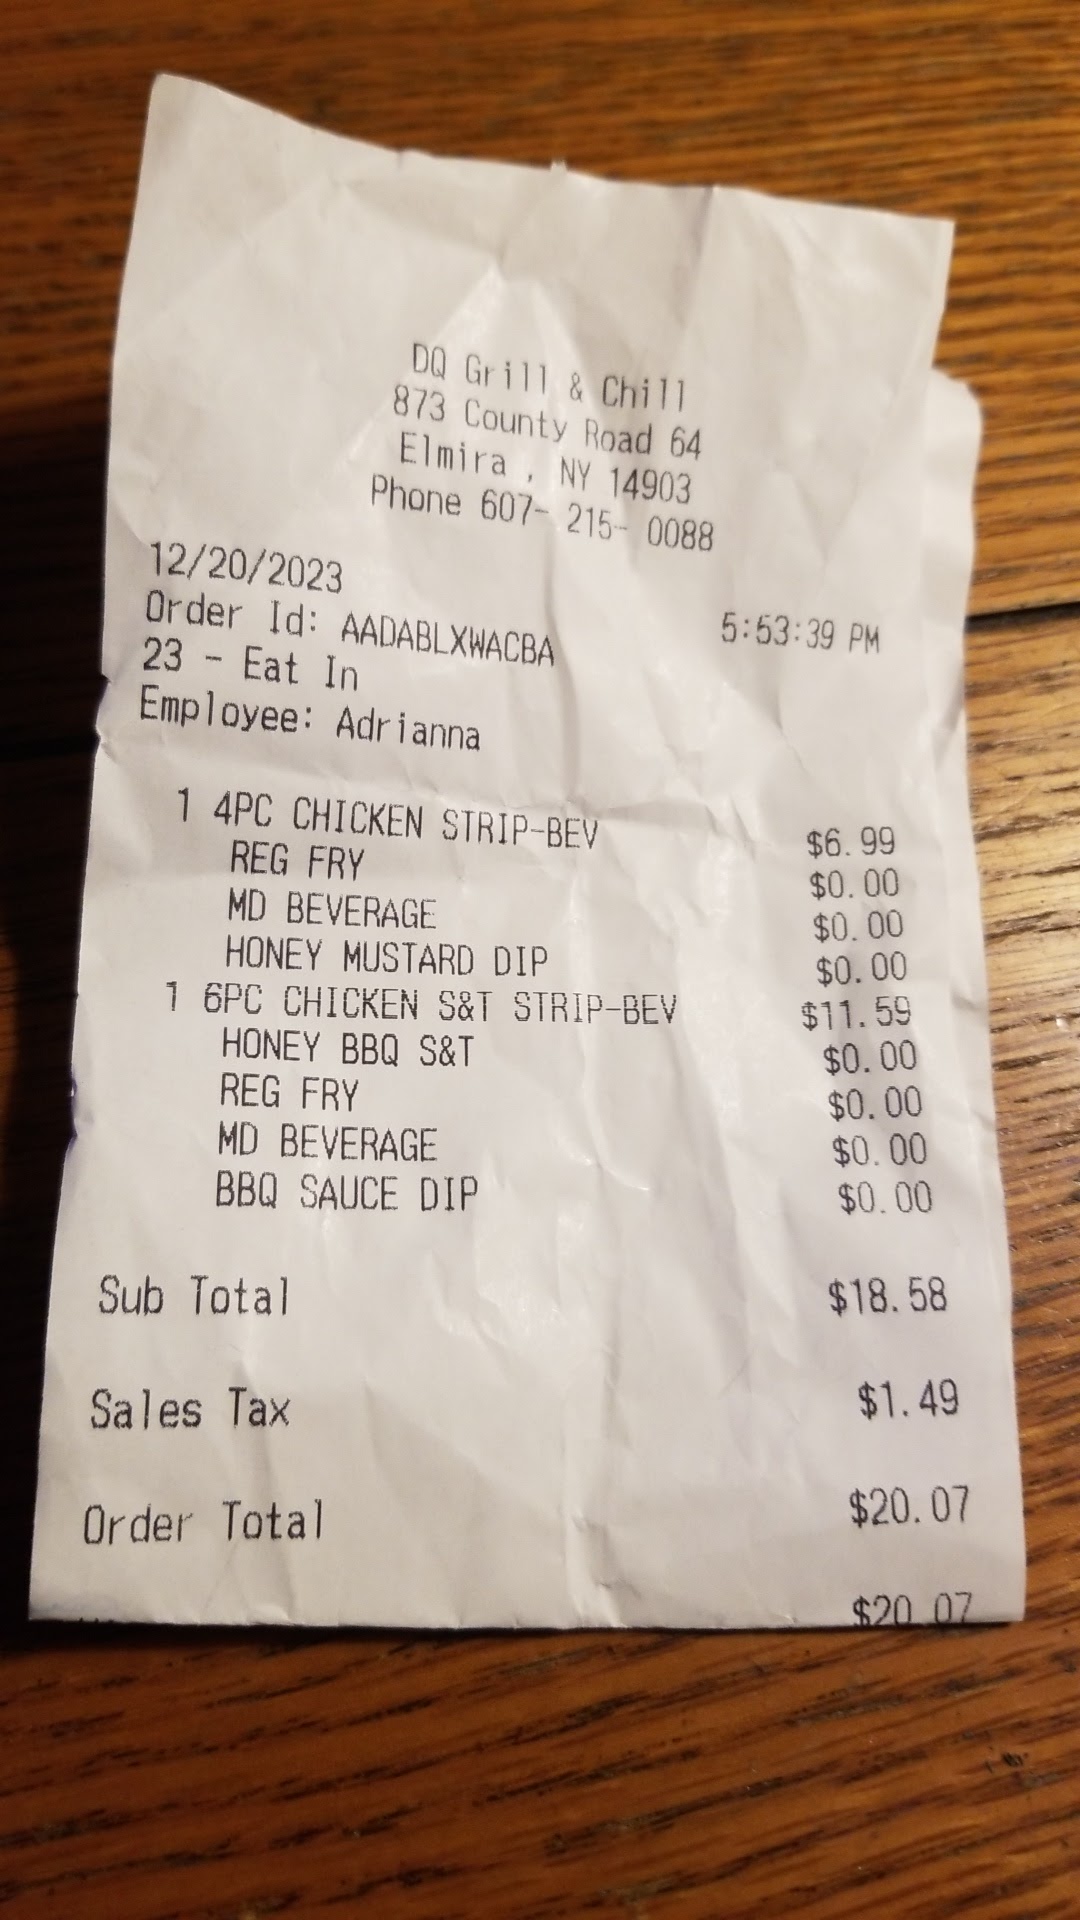 DQ Grill & Chill
873 County Road 64
Elmira , NY 14903
Phone 607- 215- 0088
12/20/2023 5:53:39 PM
Order Id: AADABLXWACBA
23 - Eat In
Employee: Adrianna
1 4PC CHICKEN STRIP-BEV $6.99
REG FRY $0.00
MD BEVERAGE $0.00
HONEY MUSTARD DIP $0.00
1 6PC CHICKEN S&T STRIP-BEV $11.59
HONEY BBQ S&T $0.00
REG FRY $0.00
MD BEVERAGE $0.00
BBQ SAUCE DIP $0.00
Sub Total $18.58
Sales Tax $1.49
Order Total $20.07
$20.07